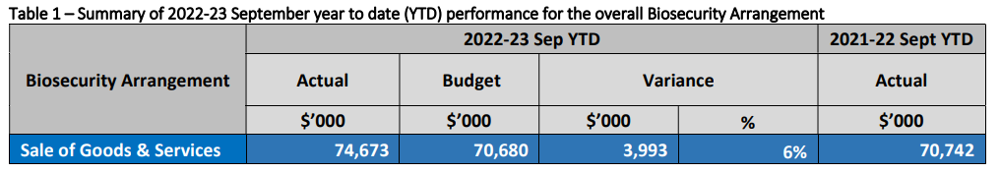 Table 1 – Summary of 2022-23 September year to date (YTD) performance for the overall Biosecurity Arrangement
2022-23 Sep YTD 2021-22 Sept YTD
Biosecurity Arrangement Actual Budget Variance Actual
$'000 $'000 $'000 % $'000
Sale of Goods & Services 74,673 70,680 3,993 6% 70,742